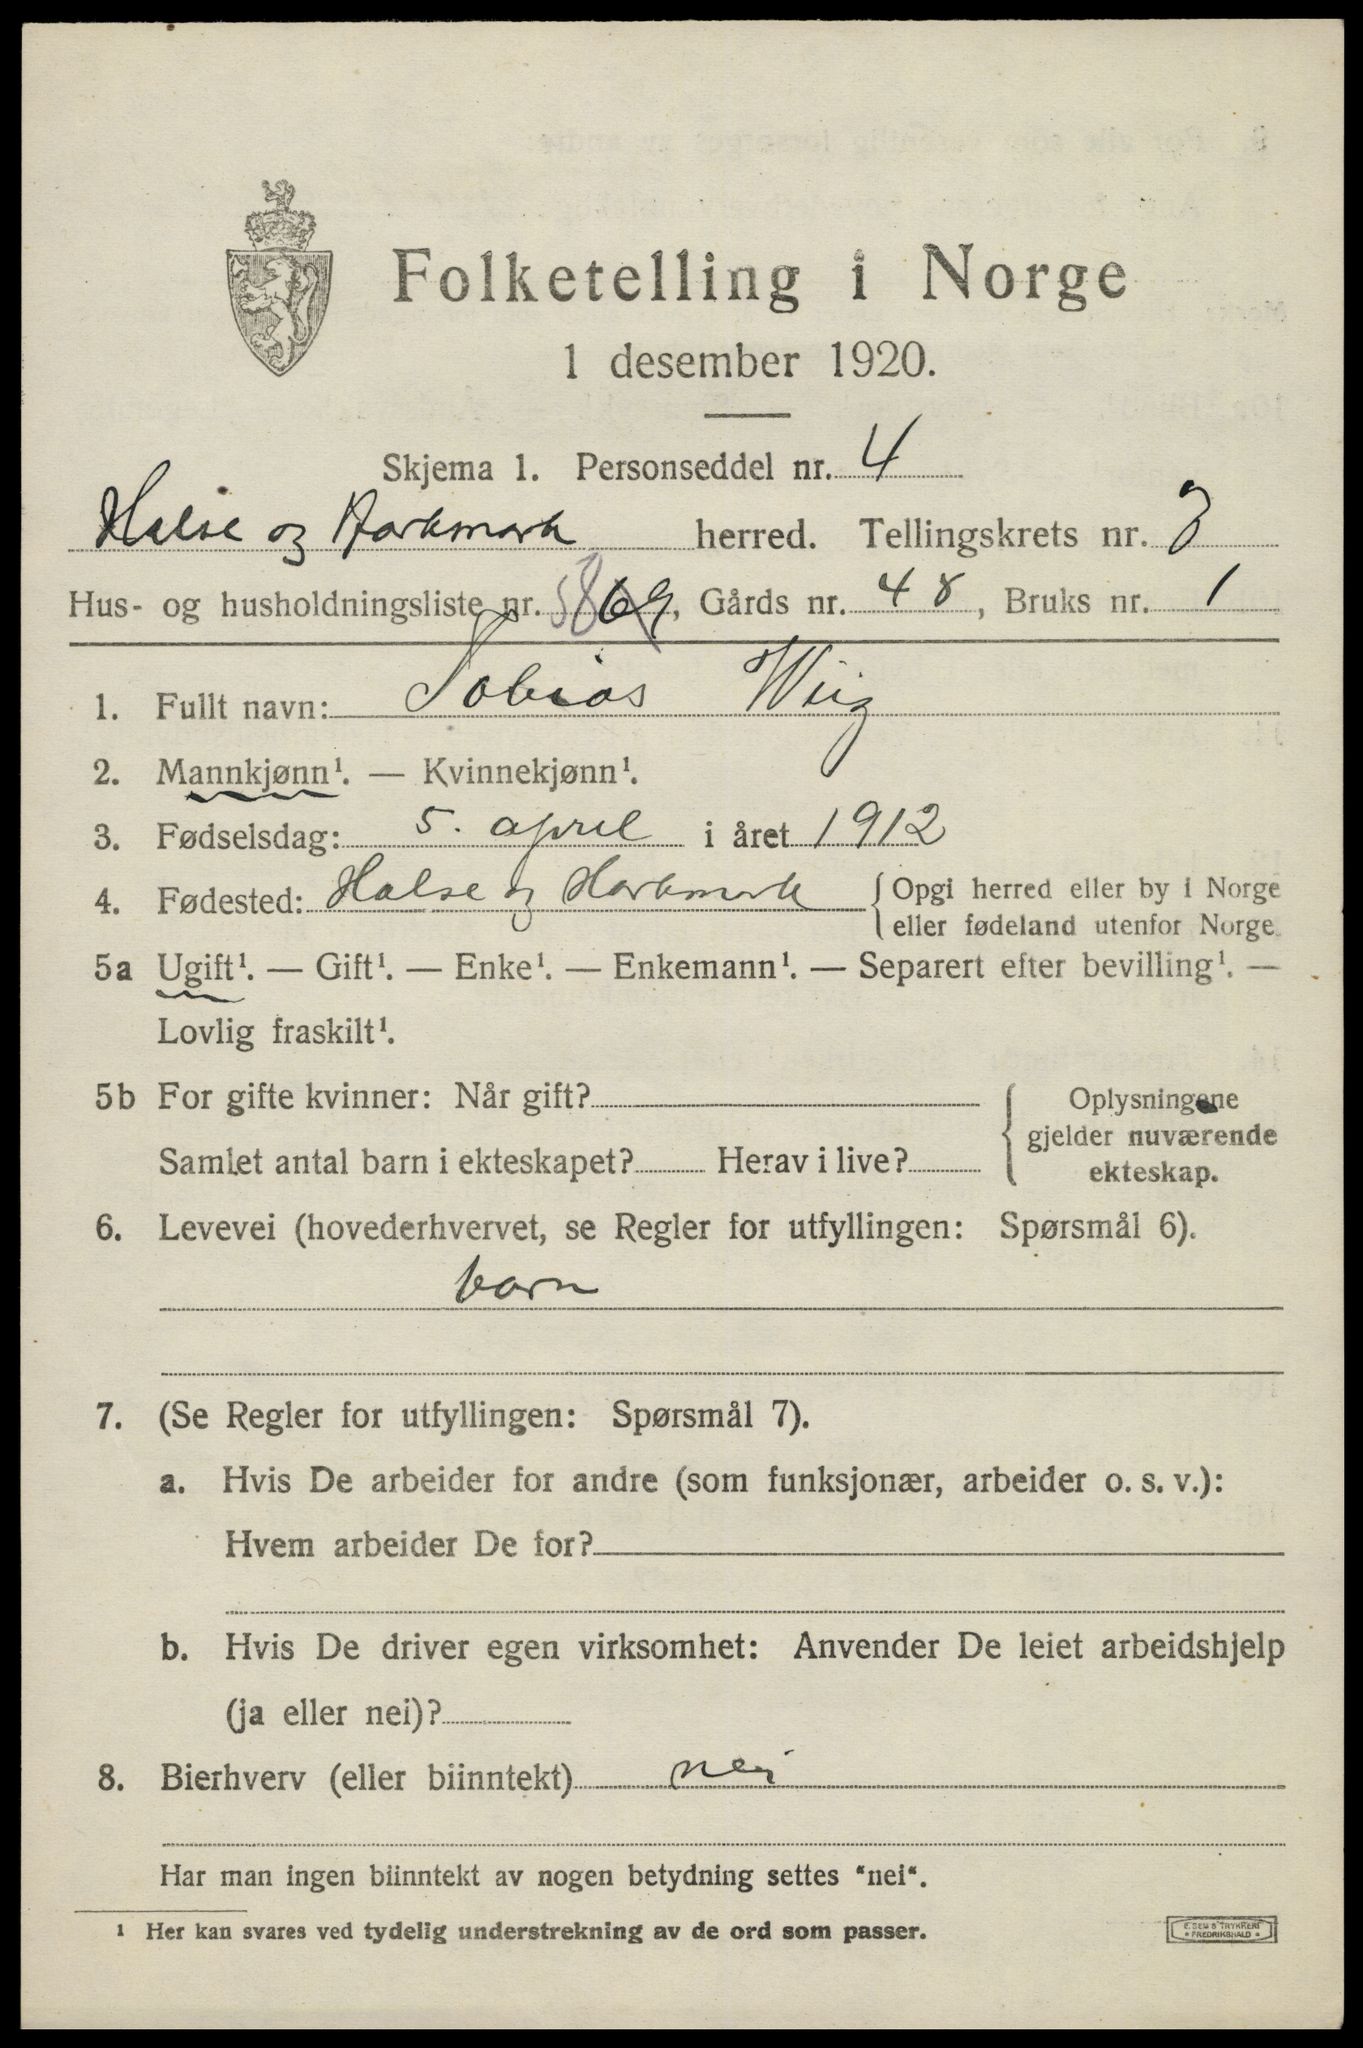 Folketelling i Norge
1 desember 1920.
Skjema 1. Personseddel nr. 4
Halse og Harkmark herred. Tellingskrets nr. 3
Hus- og husholdningsliste nr. 58 69, Gårds nr. 48, Bruks nr. 1
1. Fullt navn: Tobias Wiig
2. Mannkjønn¹. — Kvinnekjønn¹.
3. Fødselsdag: 5. april i året 1912
4. Fødested: Halse og Harkmark { Opgi herred eller by i Norge
eller fødeland utenfor Norge.
5a Ugift¹. — Gift¹. — Enke¹. — Enkemann¹. — Separert efter bevilling¹. —
Lovlig fraskilt¹.
5b For gifte kvinner: Når gift? { Oplysningene
gjelder nuværende
Samlet antal barn i ekteskapet? Herav i live?
ekteskap.
6. Levevei (hovederhvervet, se Regler for utfyllingen: Spørsmål 6).
barn
7. (Se Regler for utfyllingen: Spørsmål 7).
a. Hvis De arbeider for andre (som funksjonær, arbeider o. s. v.):
Hvem arbeider De for?
b. Hvis De driver egen virksomhet: Anvender De leiet arbeidshjelp
(ja eller nei)?
8. Bierhverv (eller biinntekt) nei
Har man ingen biinntekt av nogen betydning settes "nei".
¹ Her kan svares ved tydelig understrekning av de ord som passer.
E. SEM'S TRYKKERI
* FREDRIKSHALD *